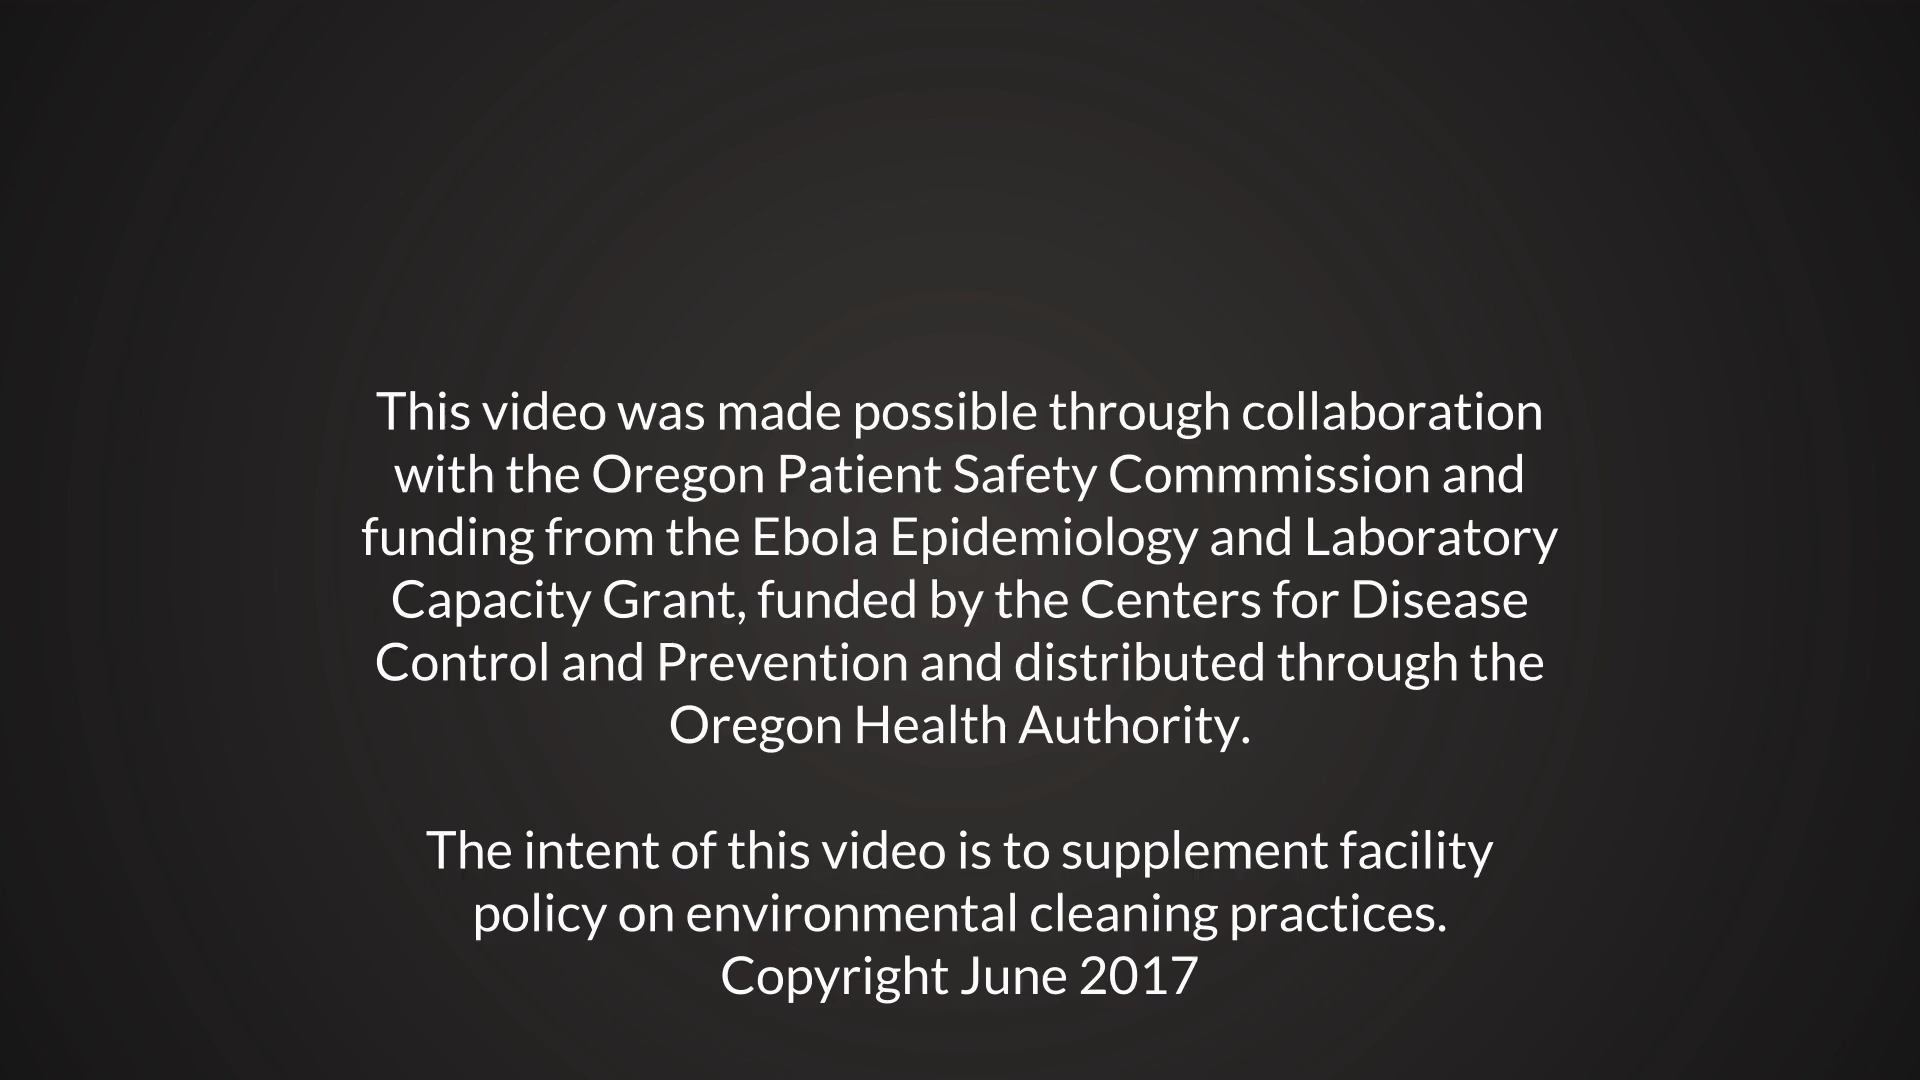 This video was made possible through collaboration
with the Oregon Patient Safety Commmission and
funding from the Ebola Epidemiology and Laboratory
Capacity Grant, funded by the Centers for Disease
Control and Prevention and distributed through the
Oregon Health Authority.
The intent of this video is to supplement facility
policy on environmental cleaning practices.
Copyright June 2017